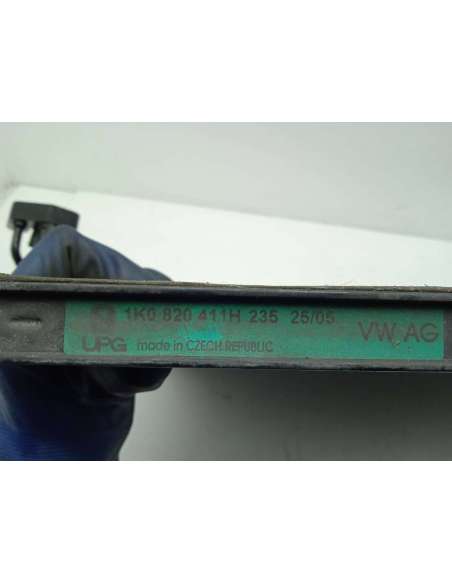 1K0 820 411H 235 25/05
UPG made in CZECH REPUBLIC
VW AG